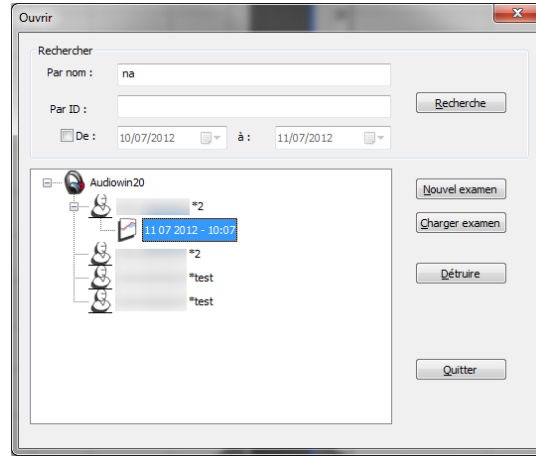 Ouvrir
Rechercher
Par nom : na
Par ID :
Recherche
De : 10/07/2012 à : 11/07/2012
Audiowin20
*2
11 07 2012 - 10:07
*2
*test
*test
Nouvel examen
Charger examen
Détruire
Quitter